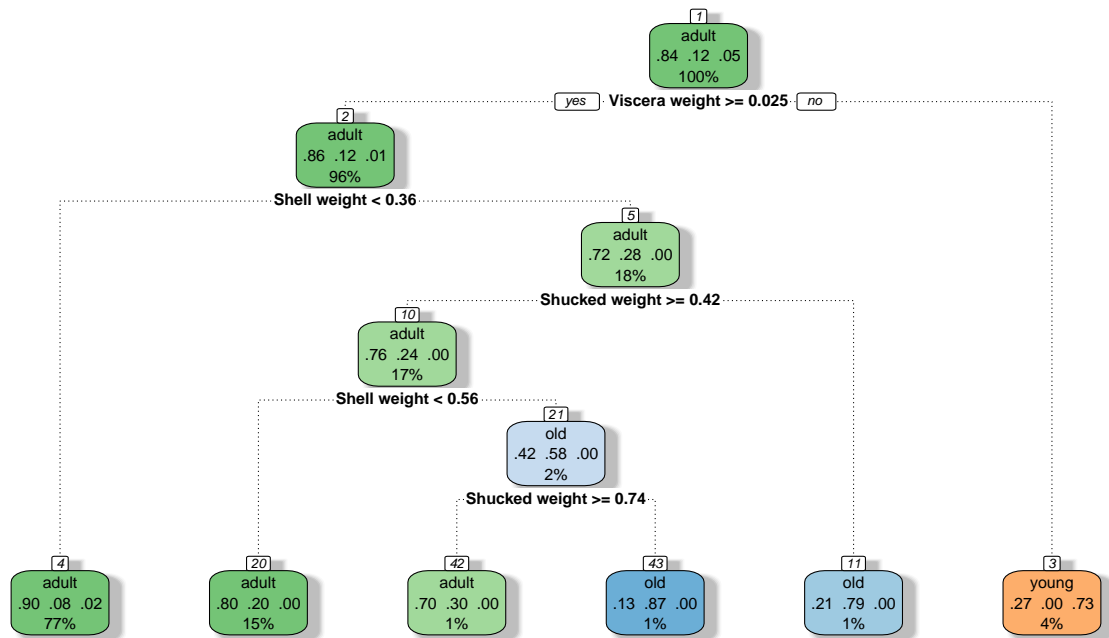 1
adult
.84 .12 .05
100%
yes Viscera weight >= 0.025 no
2
adult
.86 .12 .01
96%
Shell weight < 0.36
5
adult
.72 .28 .00
18%
Shucked weight >= 0.42
10
adult
.76 .24 .00
17%
Shell weight < 0.56
21
old
.42 .58 .00
2%
Shucked weight >= 0.74
4
adult
.90 .08 .02
77%
20
adult
.80 .20 .00
15%
42
adult
.70 .30 .00
1%
43
old
.13 .87 .00
1%
11
old
.21 .79 .00
1%
3
young
.27 .00 .73
4%